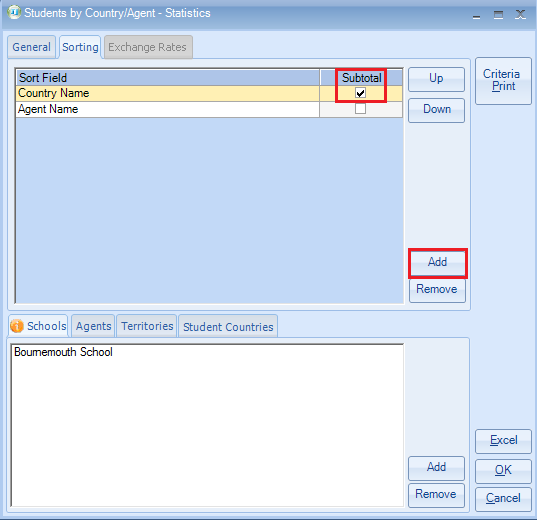 Students by Country/Agent - Statistics
General Sorting Exchange Rates
Sort Field Subtotal
Country Name
Agent Name
Up
Down
Add
Remove
Criteria
Print
Schools Agents Territories Student Countries
Bournemouth School
Add
Remove
Excel
OK
Cancel